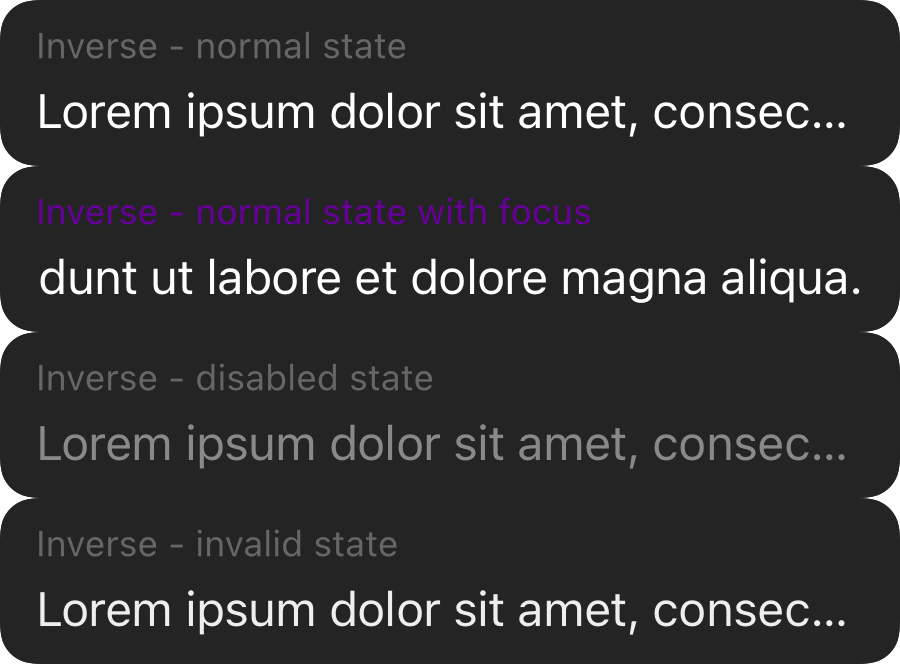 Inverse - normal state
Lorem ipsum dolor sit amet, consec...
Inverse - normal state with focus
dunt ut labore et dolore magna aliqua.
Inverse - disabled state
Lorem ipsum dolor sit amet, consec...
Inverse - invalid state
Lorem ipsum dolor sit amet, consec...